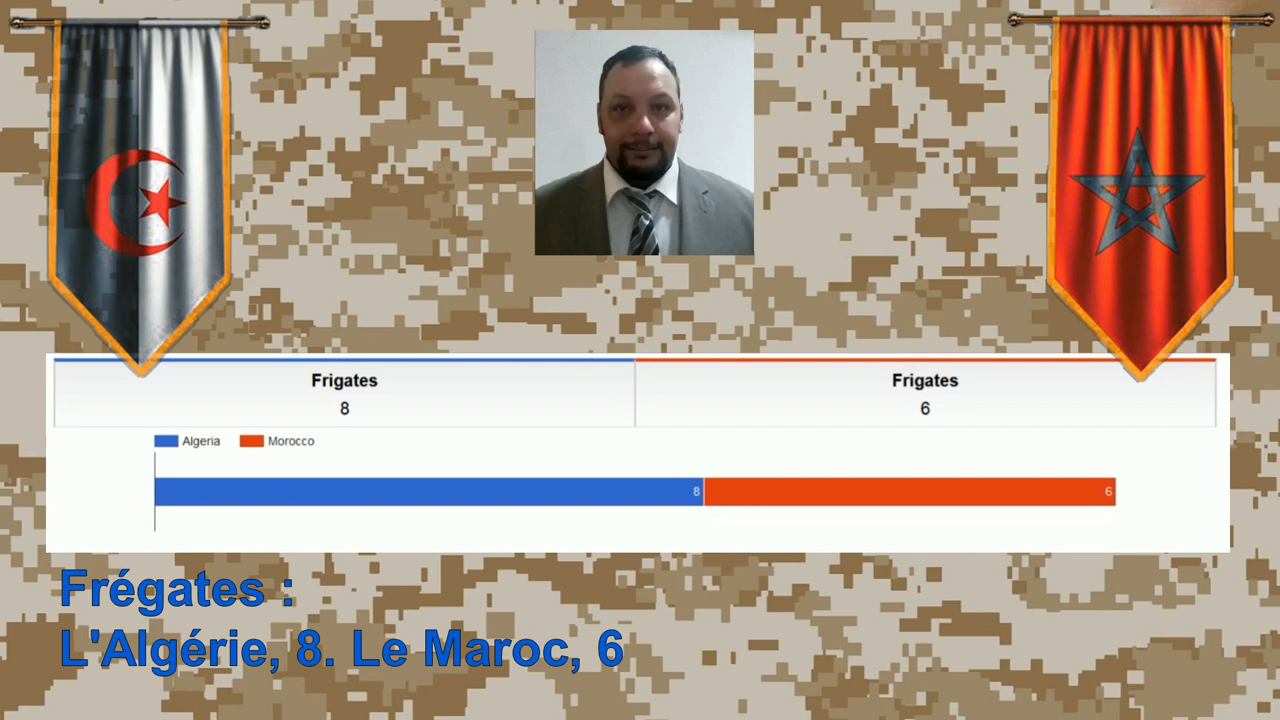 Frigates Frigates
8 6
Algeria Morocco
8 6
Frégates :
L'Algérie, 8. Le Maroc, 6